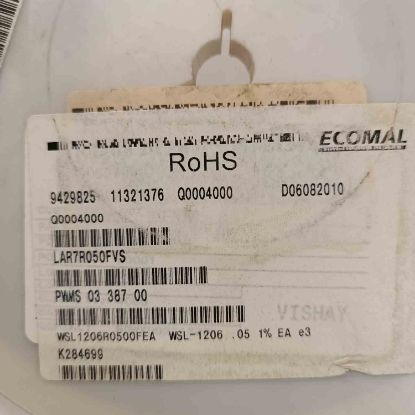 ECOMAL
RoHS
9429825 11321376 Q0004000 D06082010
Q0004000
LAR7R050FVS
PWMS 03 387 00
VISHAY
WSL1206R0500FEA WSL-1206 .05 1% EA e3
K284699